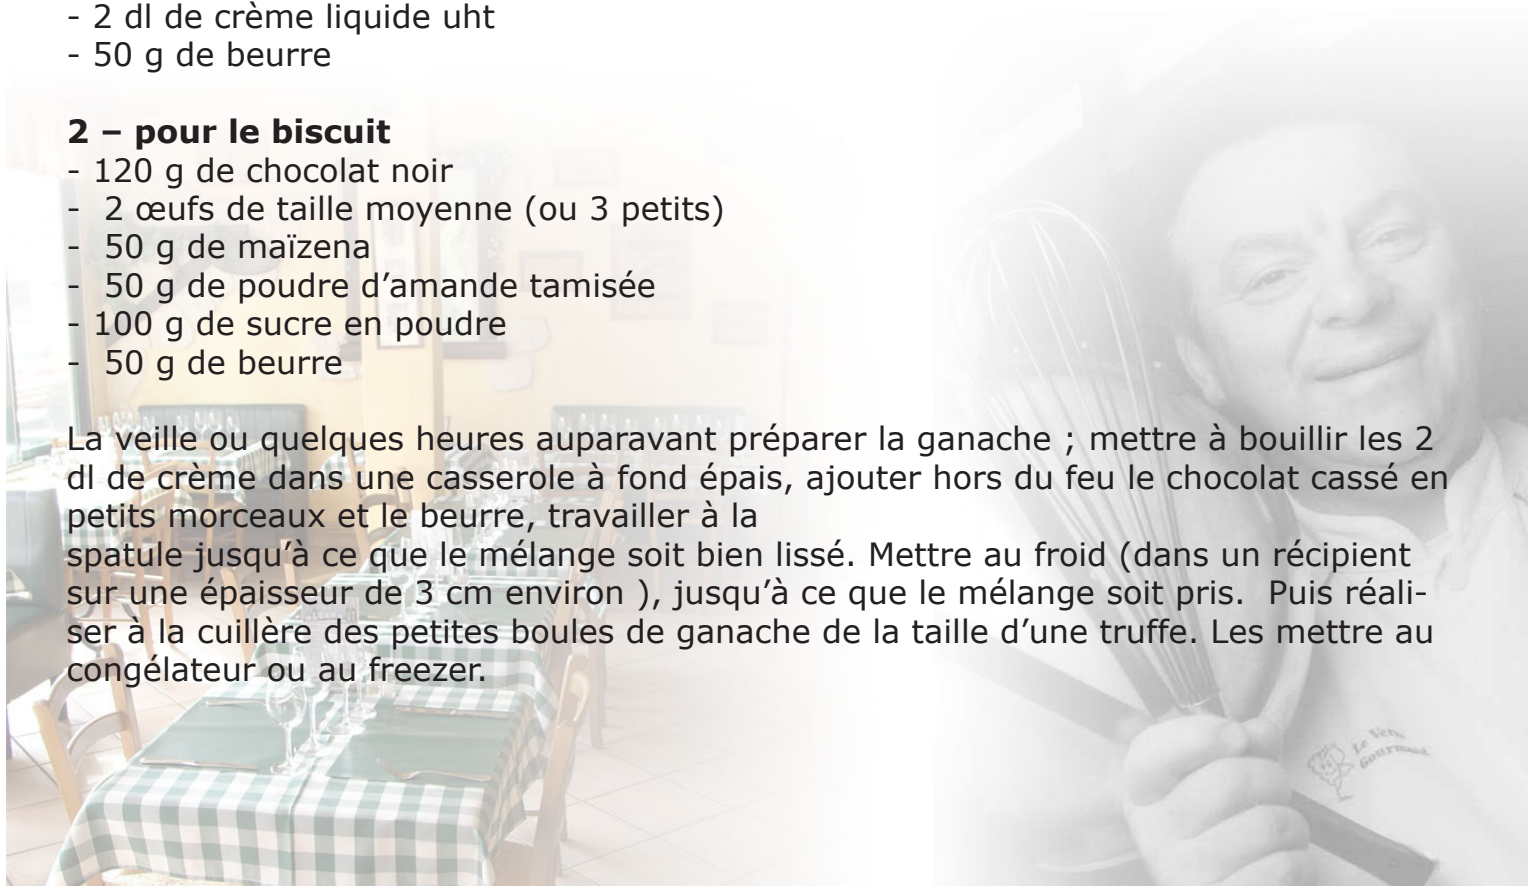 - 2 dl de crème liquide uht
- 50 g de beurre
2 – pour le biscuit
- 120 g de chocolat noir
-  2 œufs de taille moyenne (ou 3 petits)
-  50 g de maïzena
-  50 g de poudre d’amande tamisée
- 100 g de sucre en poudre
-  50 g de beurre
La veille ou quelques heures auparavant préparer la ganache ; mettre à bouillir les 2
dl de crème dans une casserole à fond épais, ajouter hors du feu le chocolat cassé en
petits morceaux et le beurre, travailler à la
spatule jusqu’à ce que le mélange soit bien lissé. Mettre au froid (dans un récipient
sur une épaisseur de 3 cm environ ), jusqu’à ce que le mélange soit pris.  Puis réali-
ser à la cuillère des petites boules de ganache de la taille d’une truffe. Les mettre au
congélateur ou au freezer.
Le Verre
Gourmand